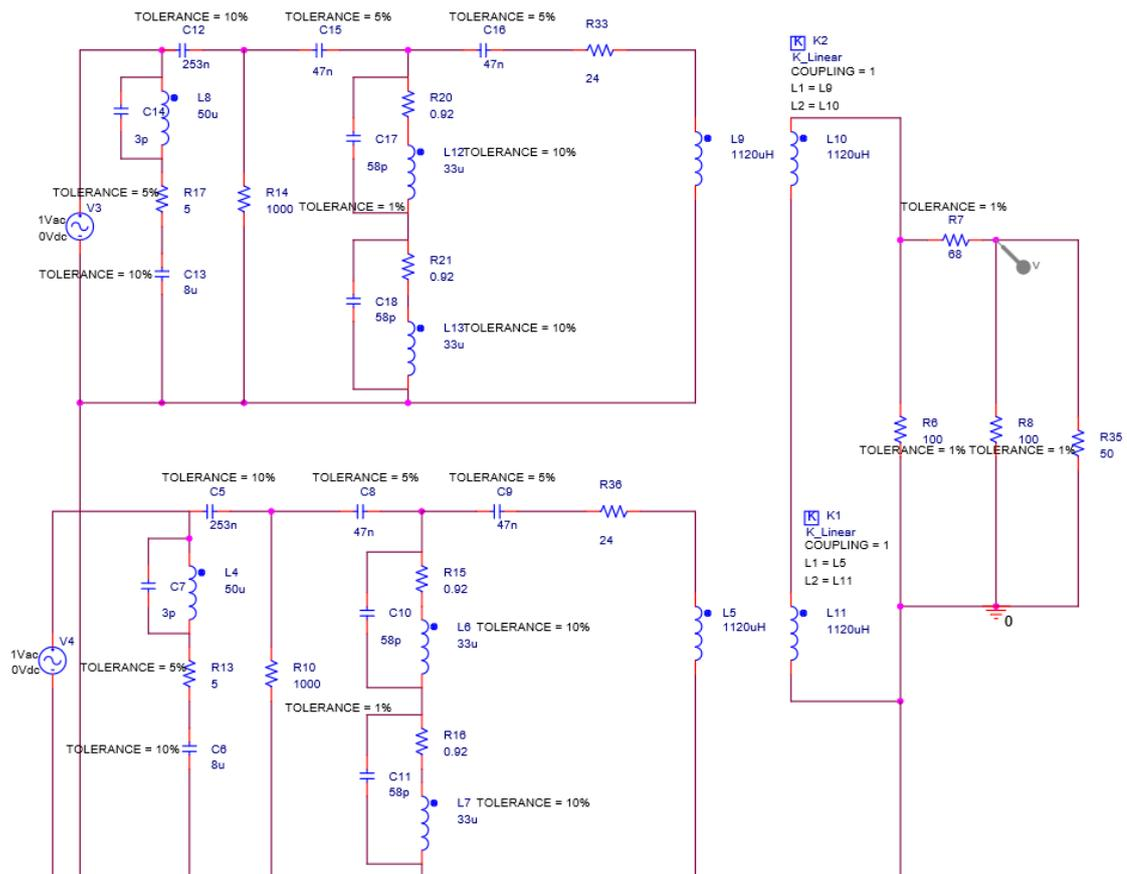 TOLERANCE = 10%
C12
253n
TOLERANCE = 5%
C15
47n
TOLERANCE = 5%
C16
47n
R33
24
C14
3p
L8
50u
TOLERANCE = 5%
R17
5
V3
1Vac
0Vdc
TOLERANCE = 10%
C13
8u
R14
1000
TOLERANCE = 1%
R20
0.92
C17
58p
L12
TOLERANCE = 10%
33u
R21
0.92
C18
58p
L13
TOLERANCE = 10%
33u
L9
1120uH
K K2
K_Linear
COUPLING = 1
L1 = L9
L2 = L10
L10
1120uH
TOLERANCE = 1%
R7
68
V
R6
100
TOLERANCE = 1%
R8
100
TOLERANCE = 1%
R35
50
0
TOLERANCE = 10%
C5
253n
TOLERANCE = 5%
C8
47n
TOLERANCE = 5%
C9
47n
R36
24
C7
3p
L4
50u
V4
1Vac
0Vdc
TOLERANCE = 5%
R13
5
TOLERANCE = 10%
C6
8u
R10
1000
TOLERANCE = 1%
R15
0.92
C10
58p
L6 TOLERANCE = 10%
33u
R16
0.92
C11
58p
L7 TOLERANCE = 10%
33u
L5
1120uH
K K1
K_Linear
COUPLING = 1
L1 = L5
L2 = L11
L11
1120uH